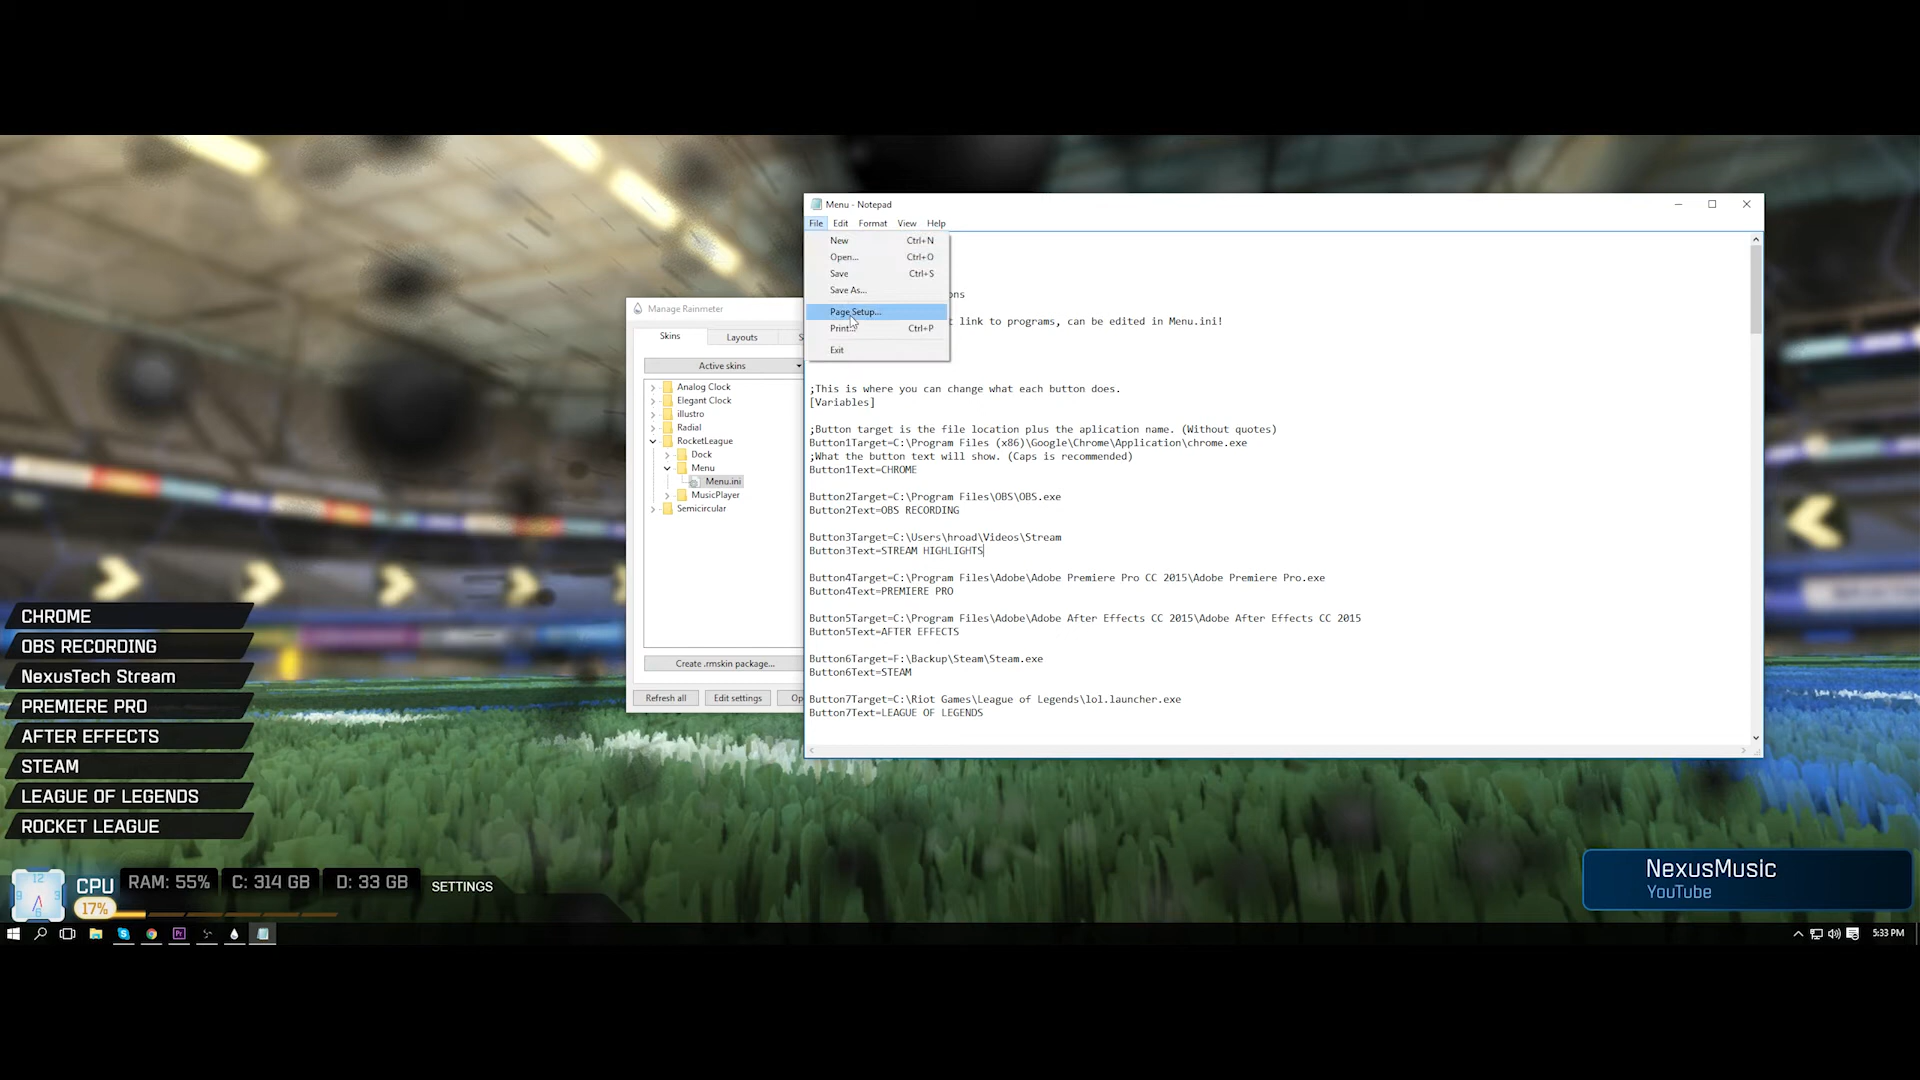 Menu - Notepad
File Edit Format View Help
New Ctrl+N
Open... Ctrl+O
Save Ctrl+S
Save As...
Page Setup...
Print... Ctrl+P
Exit
ons
link to programs, can be edited in Menu.ini!
;This is where you can change what each button does.
[Variables]
;Button target is the file location plus the aplication name. (Without quotes)
Button1Target=C:\Program Files (x86)\Google\Chrome\Application\chrome.exe
;What the button text will show. (Caps is recommended)
Button1Text=CHROME
Button2Target=C:\Program Files\OBS\OBS.exe
Button2Text=OBS RECORDING
Button3Target=C:\Users\hroad\Videos\Stream
Button3Text=STREAM HIGHLIGHTS
Button4Target=C:\Program Files\Adobe\Adobe Premiere Pro CC 2015\Adobe Premiere Pro.exe
Button4Text=PREMIERE PRO
Button5Target=C:\Program Files\Adobe\Adobe After Effects CC 2015\Adobe After Effects CC 2015
Button5Text=AFTER EFFECTS
Button6Target=F:\Backup\Steam\Steam.exe
Button6Text=STEAM
Button7Target=C:\Riot Games\League of Legends\lol.launcher.exe
Button7Text=LEAGUE OF LEGENDS
Manage Rainmeter
Skins Layouts S
Active skins
Analog Clock
Elegant Clock
illustro
Radial
RocketLeague
Dock
Menu
Menu.ini
MusicPlayer
Semicircular
Create .rmskin package...
Refresh all Edit settings Op
CHROME
OBS RECORDING
NexusTech Stream
PREMIERE PRO
AFTER EFFECTS
STEAM
LEAGUE OF LEGENDS
ROCKET LEAGUE
12
3
6
9
CPU
17%
RAM: 55% C: 314 GB D: 33 GB SETTINGS
NexusMusic
YouTube
Pr
5:33 PM